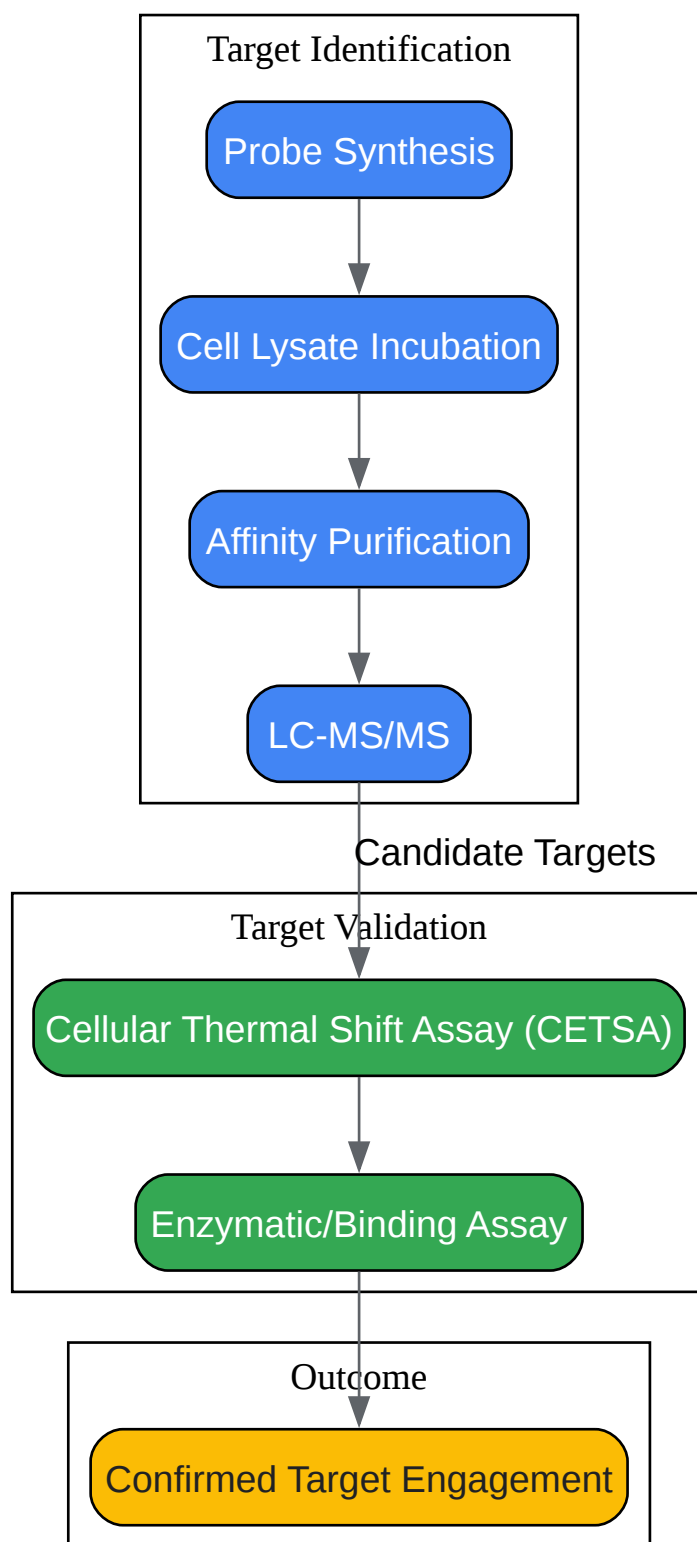 Target Identification
Probe Synthesis
Cell Lysate Incubation
Affinity Purification
LC-MS/MS
Candidate Targets
Target Validation
Cellular Thermal Shift Assay (CETSA)
Enzymatic/Binding Assay
Outcome
Confirmed Target Engagement